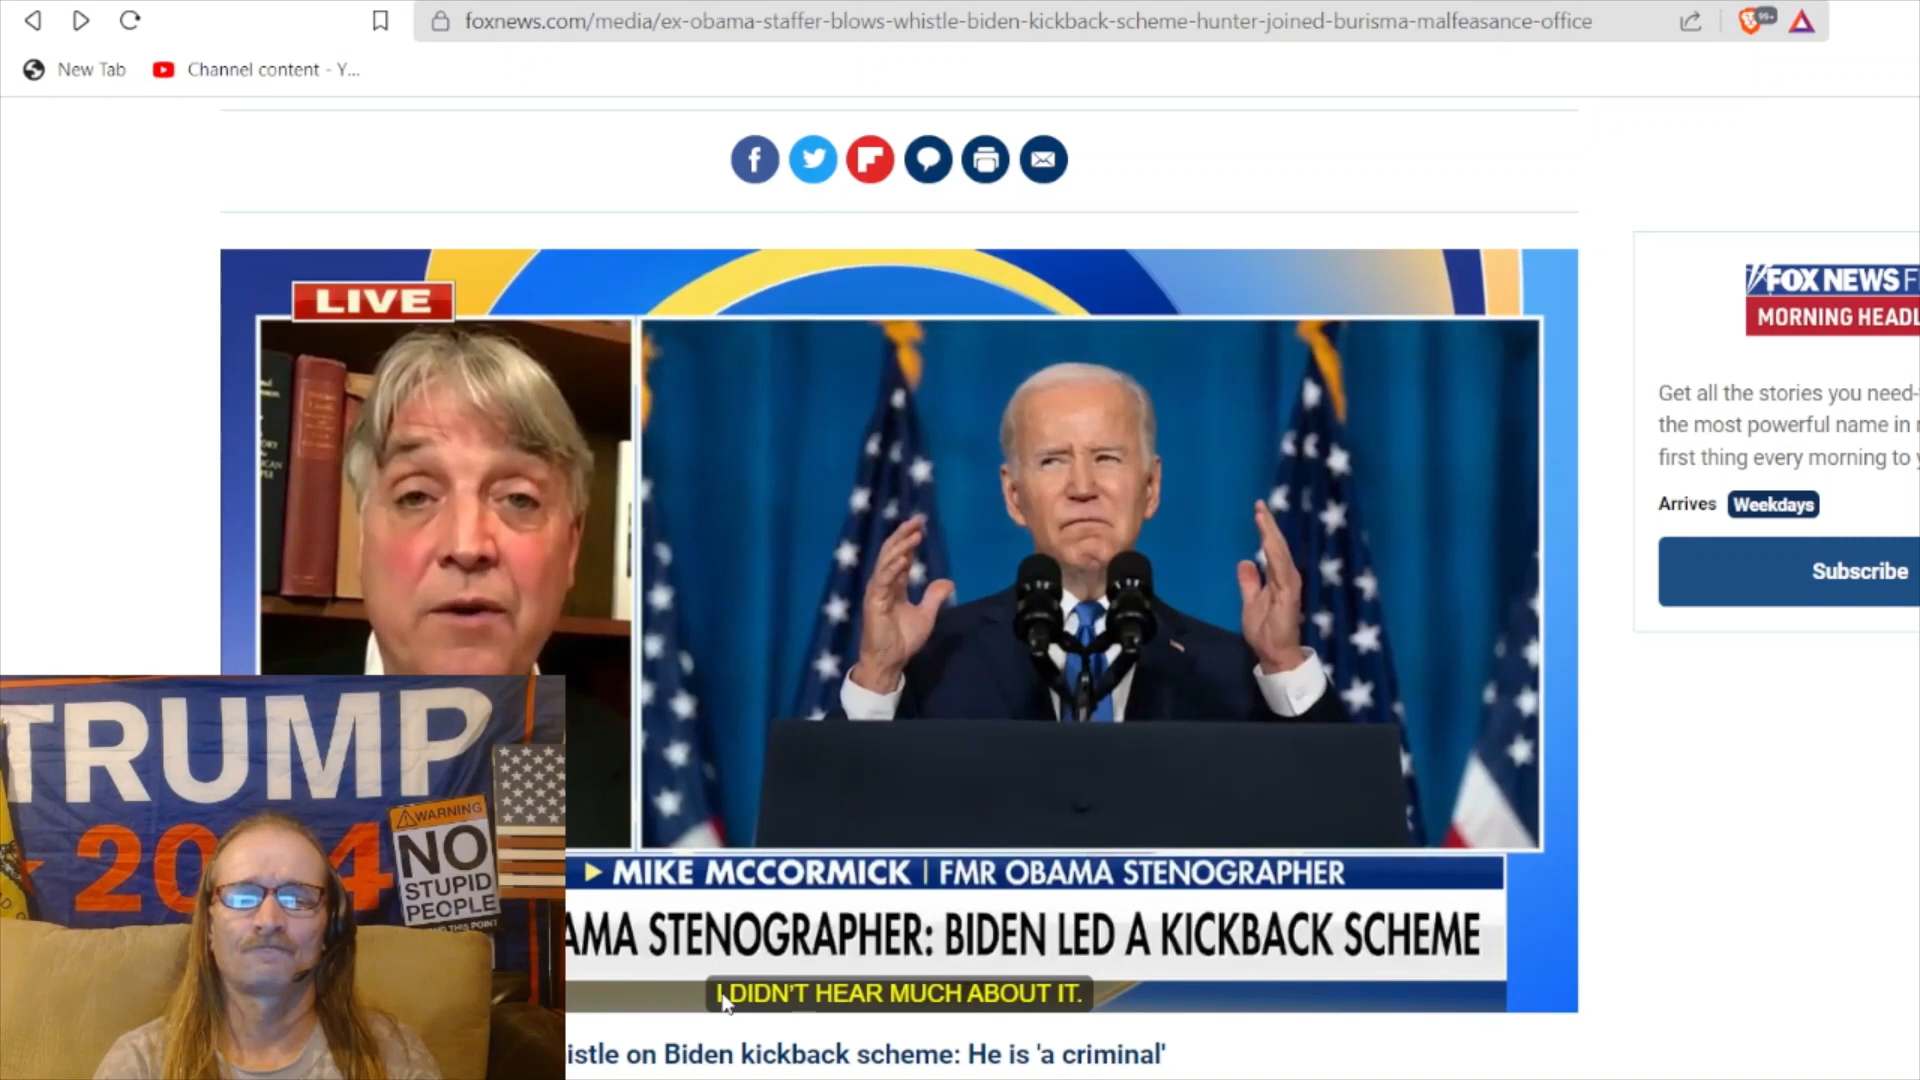 foxnews.com/media/ex-obama-staffer-blows-whistle-biden-kickback-scheme-hunter-joined-burisma-malfeasance-office
99+
New Tab
Channel content - Y...
LIVE
FOX NEWS F
MORNING HEADL
Get all the stories you need-
the most powerful name in
first thing every morning to
Arrives Weekdays
Subscribe
TRUMP
2024
WARNING
NO
STUPID
PEOPLE
THIS POINT
MIKE MCCORMICK | FMR OBAMA STENOGRAPHER
AMA STENOGRAPHER: BIDEN LED A KICKBACK SCHEME
I DIDN'T HEAR MUCH ABOUT IT.
istle on Biden kickback scheme: He is 'a criminal'